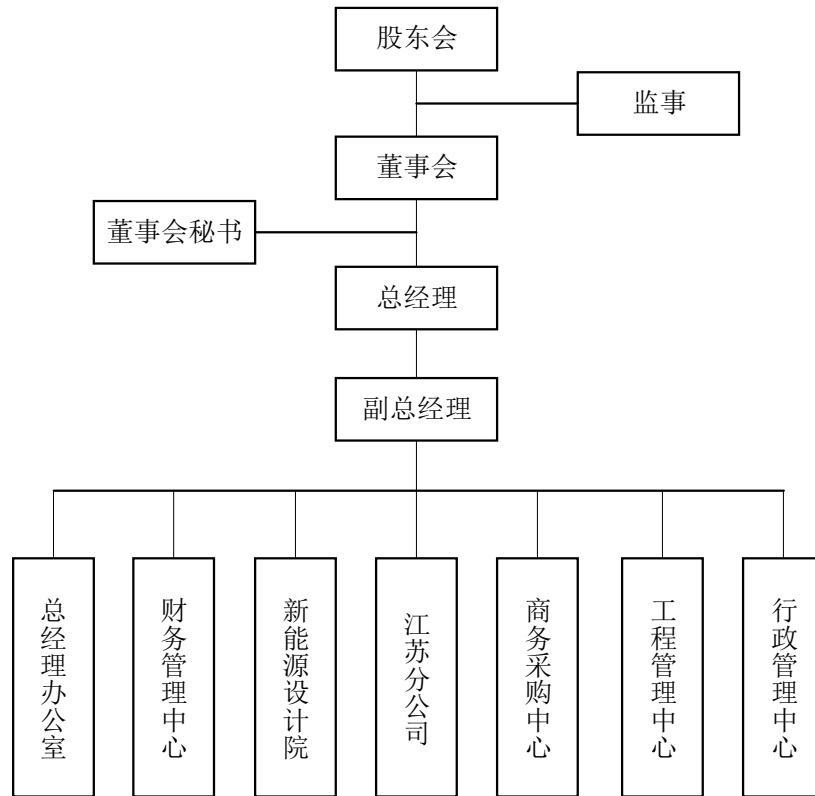 股东会
监事
董事会
董事会秘书
总经理
副总经理
总经理办公室
财务管理中心
新能源设计院
江苏分公司
商务采购中心
工程管理中心
行政管理中心